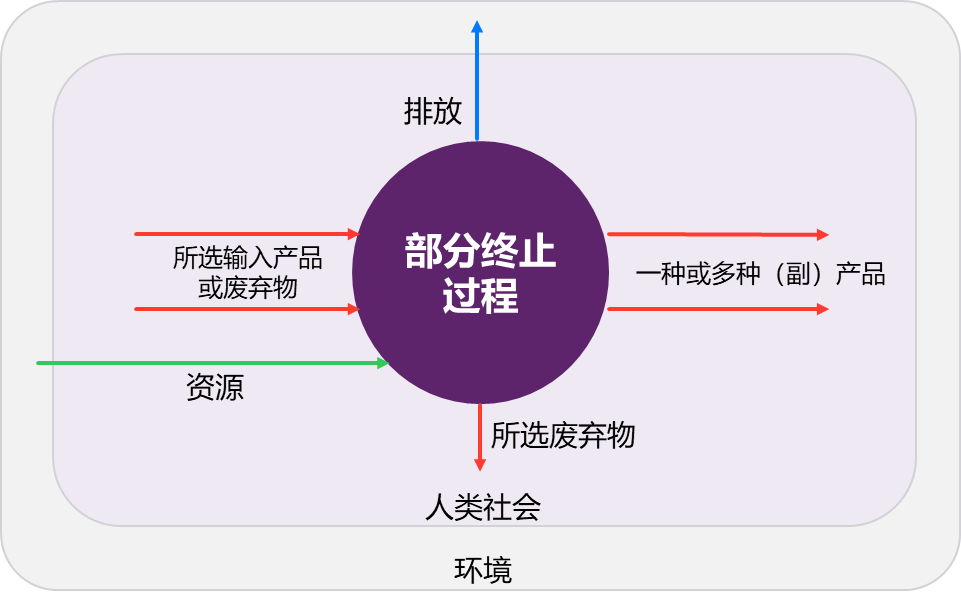 排放
部分终止
过程
所选输入产品
或废弃物
一种或多种（副）产品
资源
所选废弃物
人类社会
环境